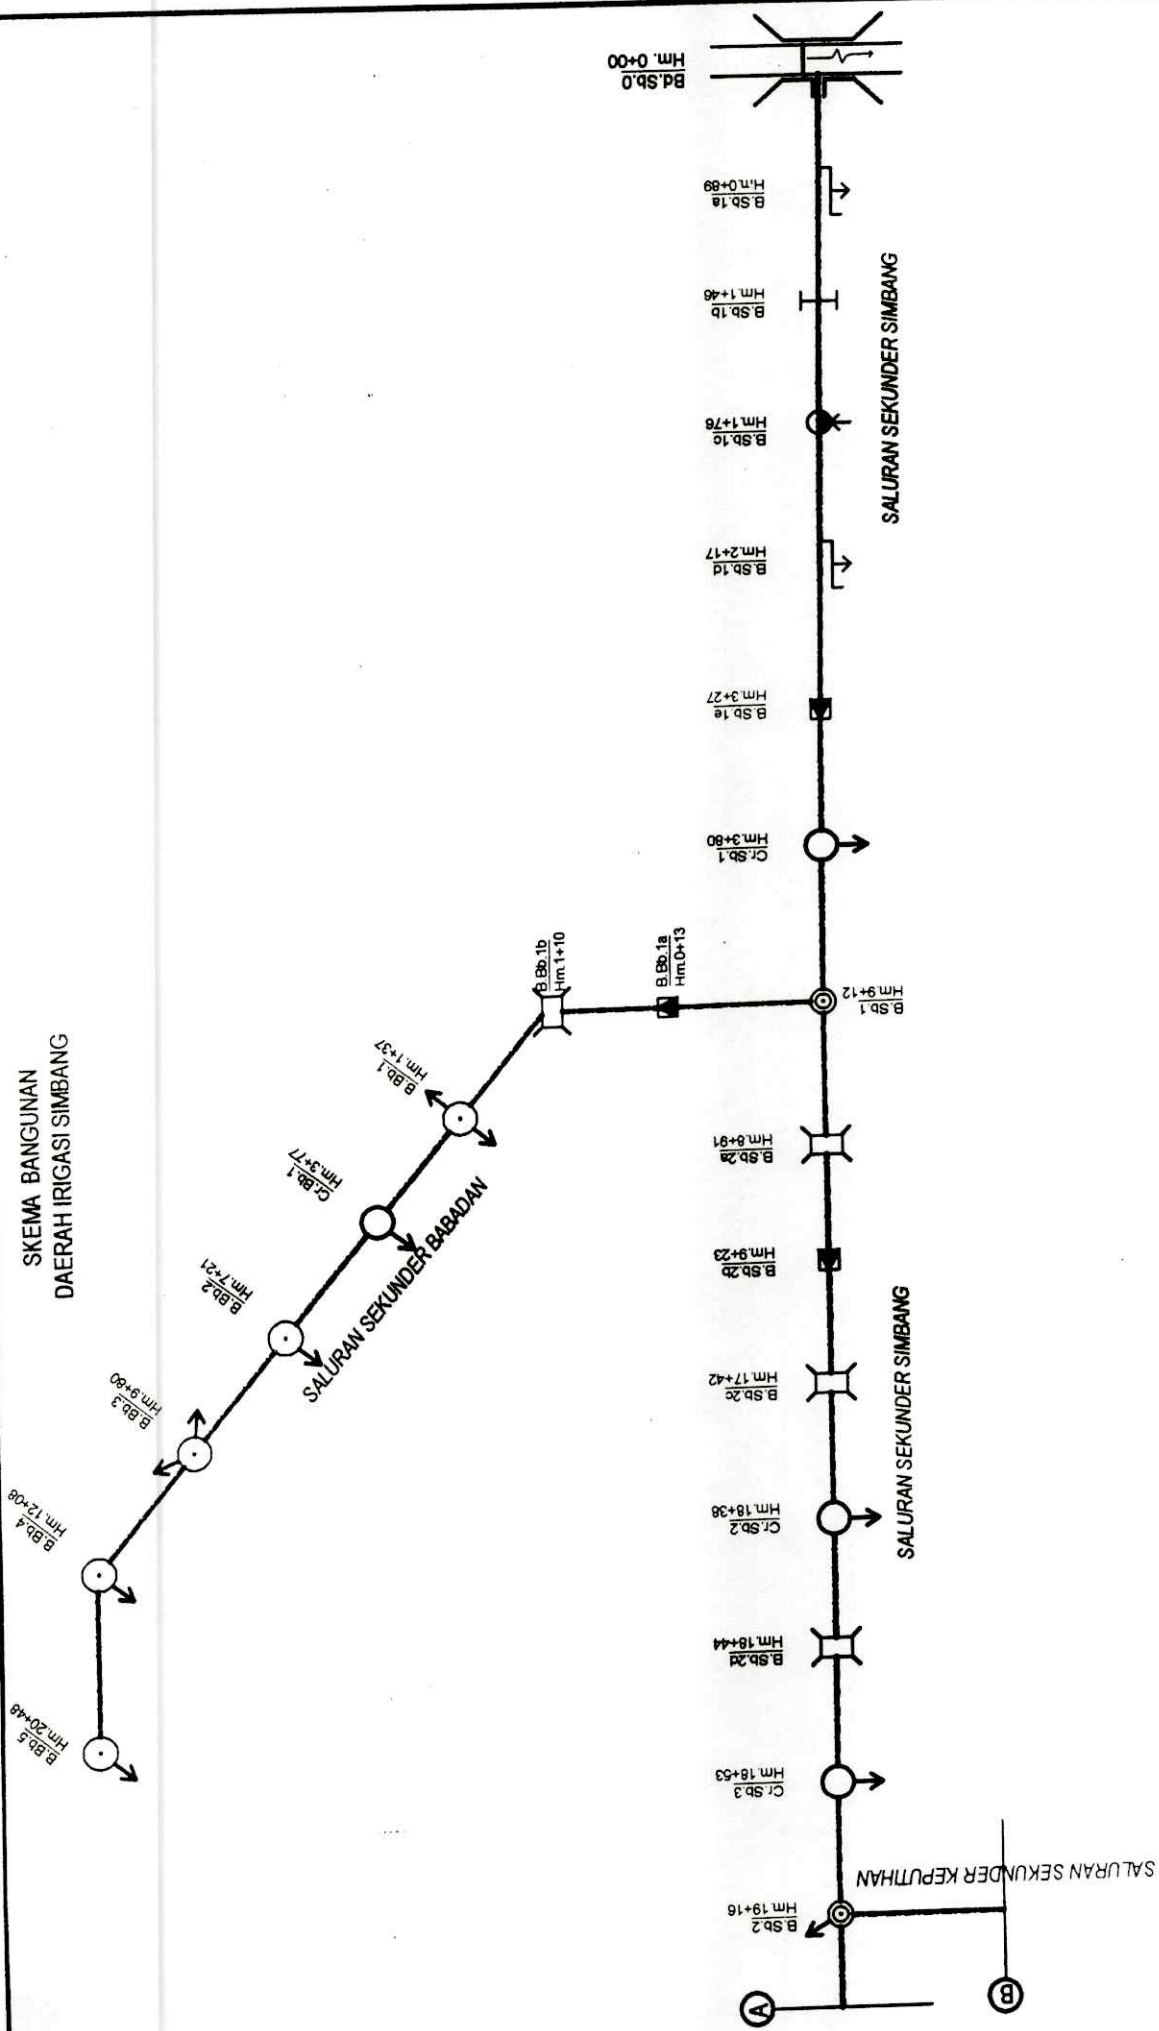 SKEMA BANGUNAN
DAERAH IRIGASI SIMBANG
Bd.Sb.0
Hm. 0+00
B.Sb.1a
Hm.0+89
B.Sb.1b
Hm.1+46
B.Sb.1c
Hm.1+76
B.Sb.1d
Hm.2+17
B.Sb.1e
Hm.3+27
Cr.Sb.1
Hm.3+80
SALURAN SEKUNDER SIMBANG
B.Sb.1
Hm.9+12
B.Bb.1a
Hm.0+13
B.Bb.1b
Hm.1+10
B.Bb.1
Hm.1+37
Cr.Bb.1
Hm.3+77
B.Bb.2
Hm.7+21
B.Bb.3
Hm.9+80
B.Bb.4
Hm.12+08
B.Bb.5
Hm.20+48
SALURAN SEKUNDER BABADAN
B.Sb.2a
Hm.8+91
B.Sb.2b
Hm.9+23
B.Sb.2c
Hm.17+42
Cr.Sb.2
Hm.18+38
B.Sb.2d
Hm.18+44
Cr.Sb.3
Hm.18+53
B.Sb.2
Hm.19+16
SALURAN SEKUNDER SIMBANG
SALURAN SEKUNDER KEPUTIHAN
A
B